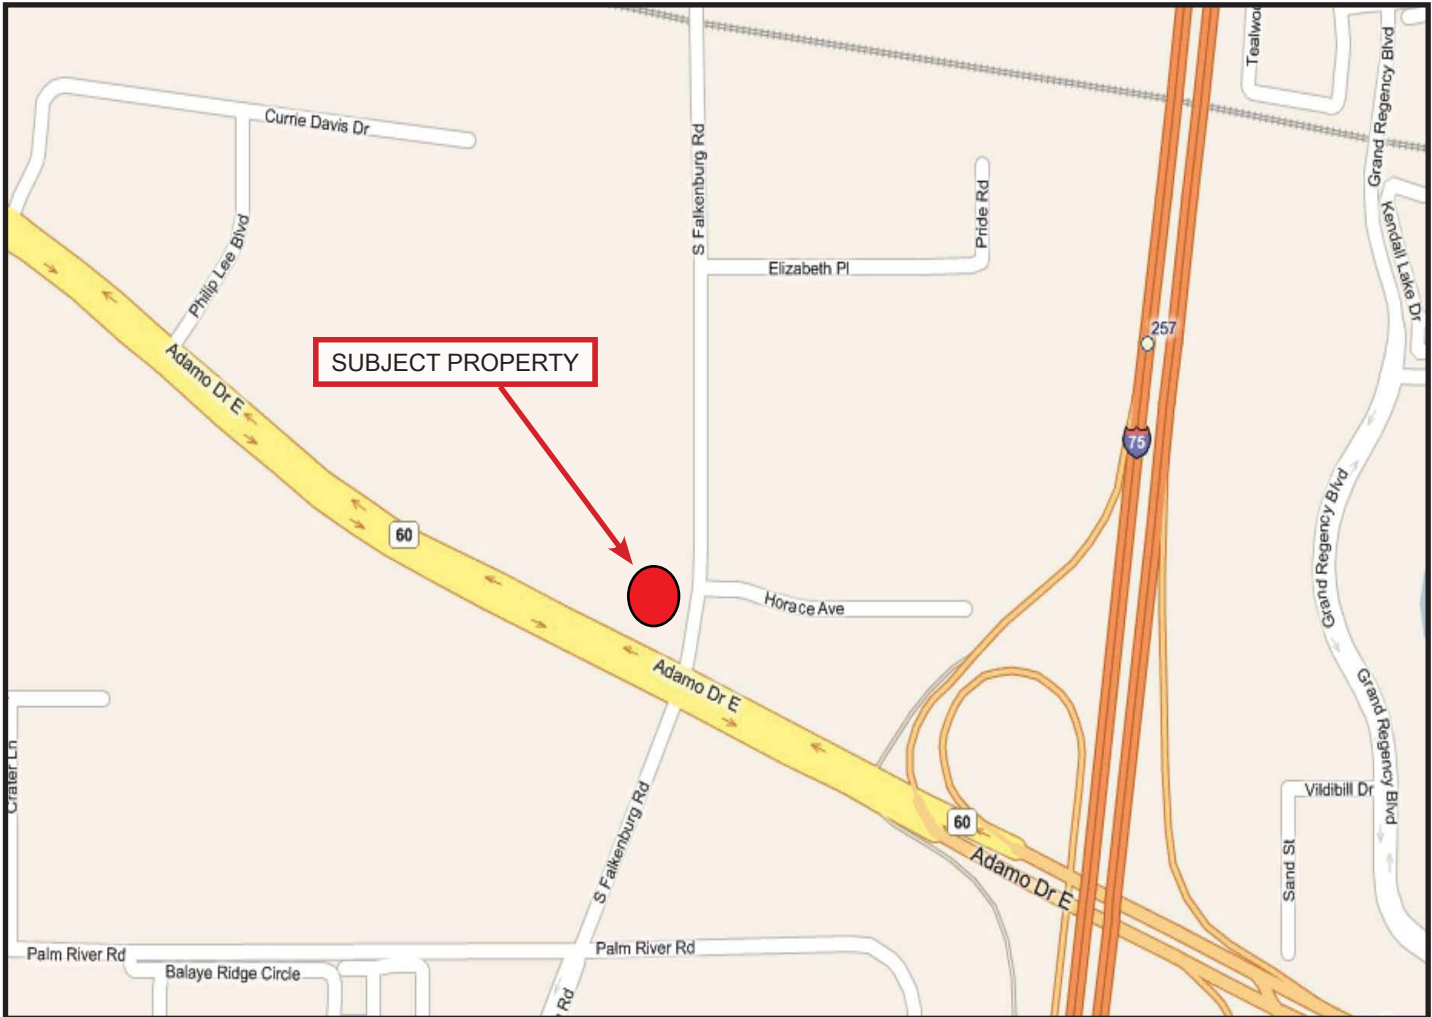 Tealwoo
Grand Regency Blvd
Currie Davis Dr
S Falkenburg Rd
Pride Rd
Kendall Lake Dr
Philip Lee Blvd
Elizabeth Pl
257
Adamo Dr E
SUBJECT PROPERTY
75
60
Grand Regency Blvd
Horace Ave
Adamo Dr E
Grand Regency Blvd
Crater Ln
Vildibill Dr
60
S Falkenburg Rd
Adamo Dr E
Sand St
Palm River Rd
Palm River Rd
Balaye Ridge Circle
Rd